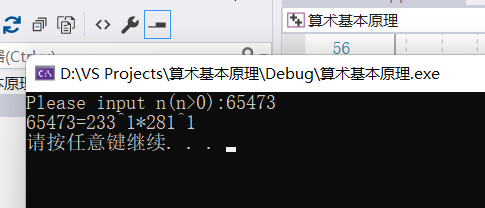 算术基本原理
器(Ctrl+)
56
D:\VS Projects\算术基本原理\Debug\算术基本原理.exe
Please input n(n>0):65473
65473=233^1*281^1
请按任意键继续. . .